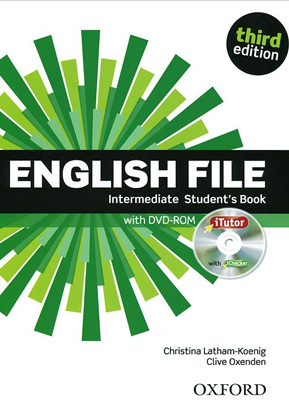 third
edition
ENGLISH FILE
Intermediate Student's Book
with DVD-ROM
iTutor
with iChecker
Christina Latham-Koenig
Clive Oxenden
OXFORD